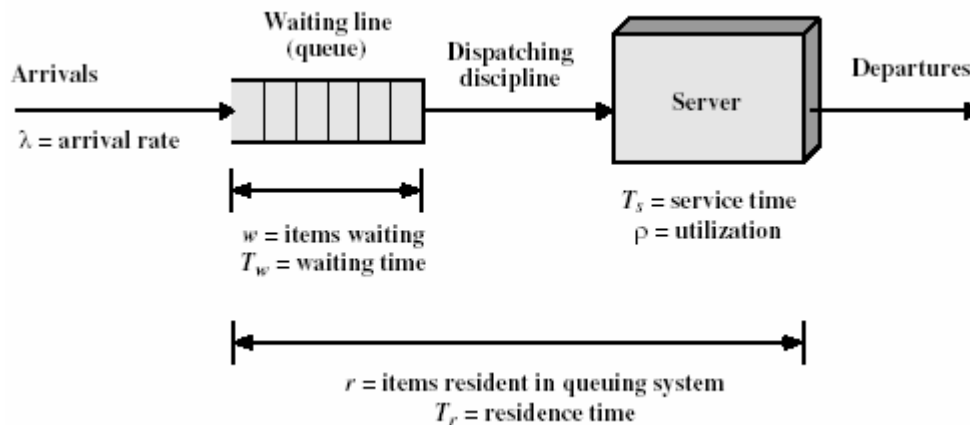 Waiting line
(queue)
Dispatching
discipline
Arrivals
Departures
Server
λ = arrival rate
T_s = service time
ρ = utilization
w = items waiting
T_w = waiting time
r = items resident in queuing system
T_r = residence time